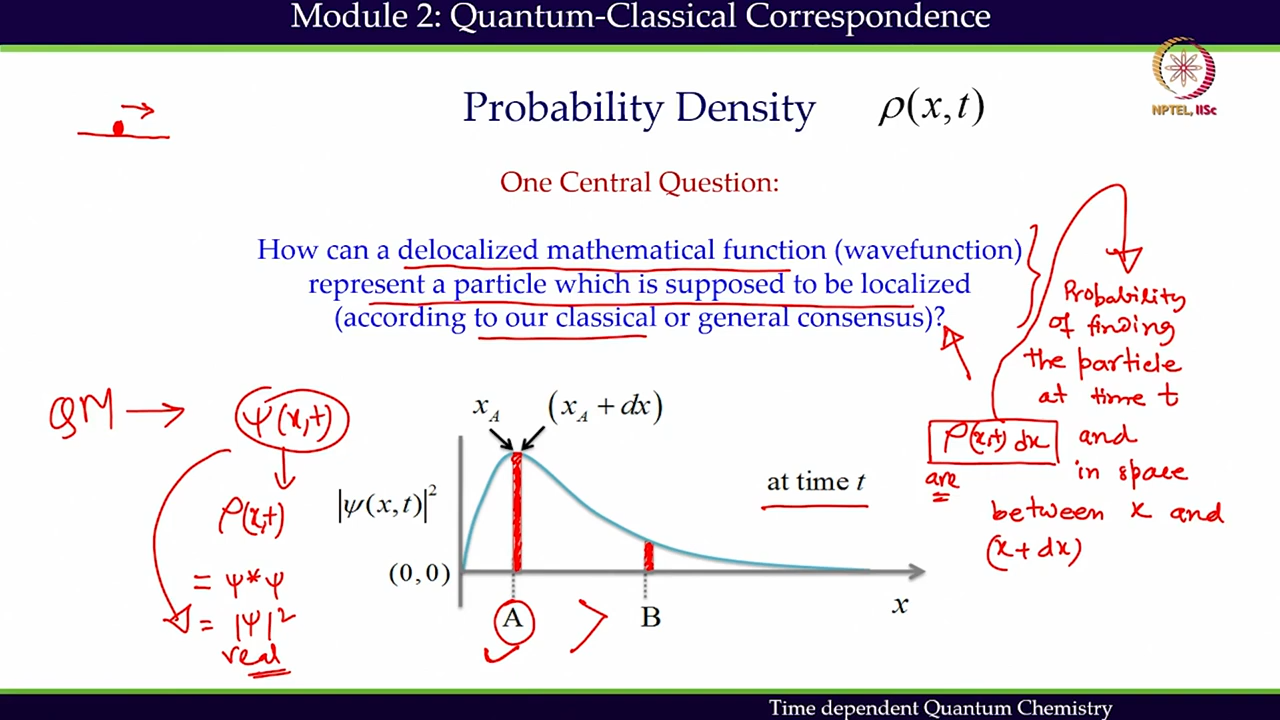 Module 2: Quantum-Classical Correspondence
NPTEL, IISc
Probability Density ρ(x,t)
One Central Question:
How can a delocalized mathematical function (wavefunction)
represent a particle which is supposed to be localized
(according to our classical or general consensus)?
Probability
of finding
the particle
at time t
and
in space
between x and
(x+dx)
ρ(x,t) dx
are
QM → Ψ(x,t)
ρ(x,t)
= Ψ*Ψ
= |Ψ|²
real
x_A
(x_A + dx)
|ψ(x,t)|²
at time t
(0,0)
A > B
x
Time dependent Quantum Chemistry